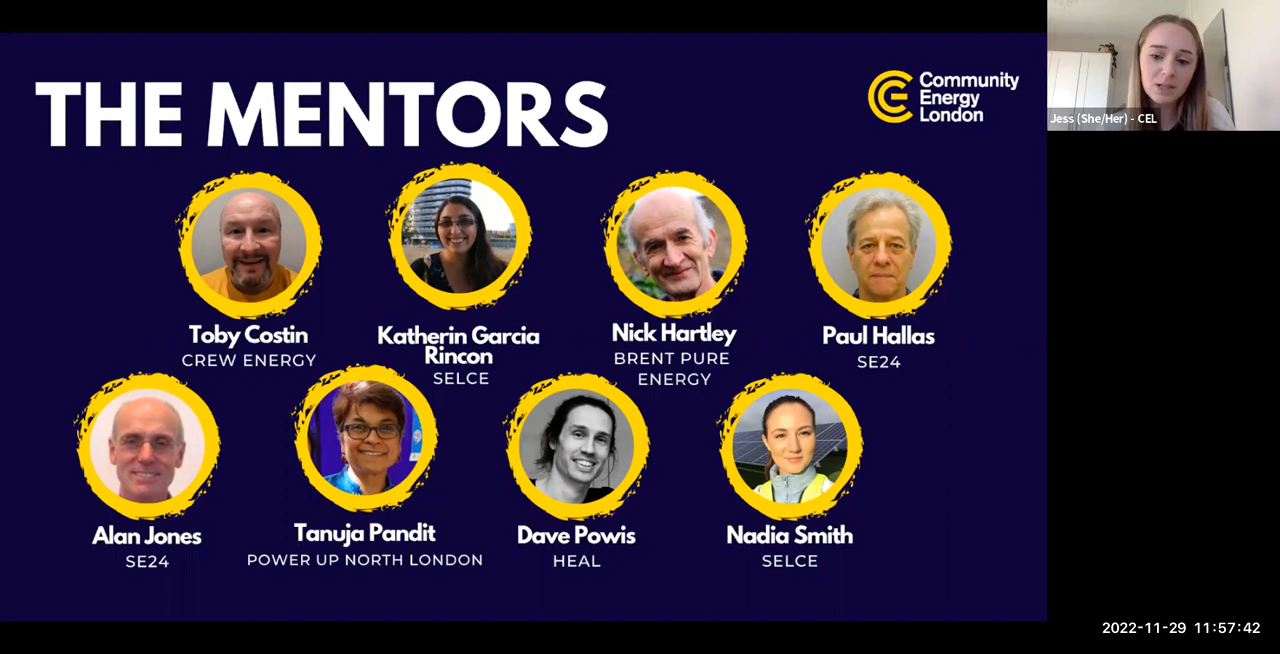 THE MENTORS
Community
Energy
London
Jess (She/Her) - CEL
Toby Costin
CREW ENERGY
Katherin Garcia
Rincon
SELCE
Nick Hartley
BRENT PURE
ENERGY
Paul Hallas
SE24
Alan Jones
SE24
Tanuja Pandit
POWER UP NORTH LONDON
Dave Powis
HEAL
Nadia Smith
SELCE
2022-11-29 11:57:42